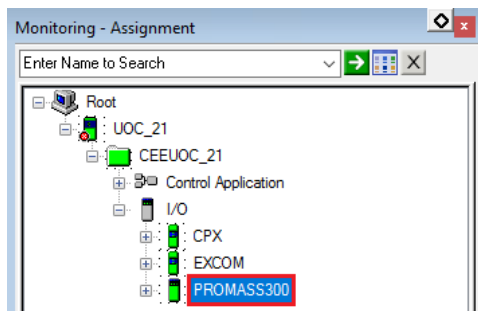 Monitoring - Assignment
Enter Name to Search
Root
UOC_21
CEEUOC_21
Control Application
I/O
CPX
EXCOM
PROMASS300